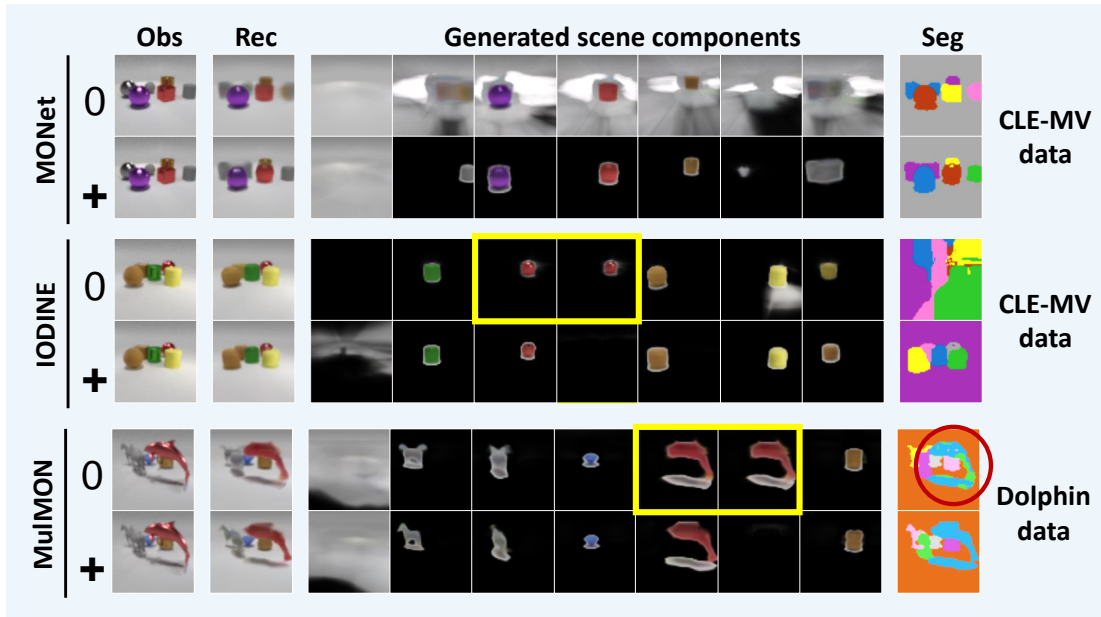 Obs Rec Generated scene components Seg
MONet
0
+
CLE-MV
data
IODINE
0
+
CLE-MV
data
MulMON
0
+
Dolphin
data